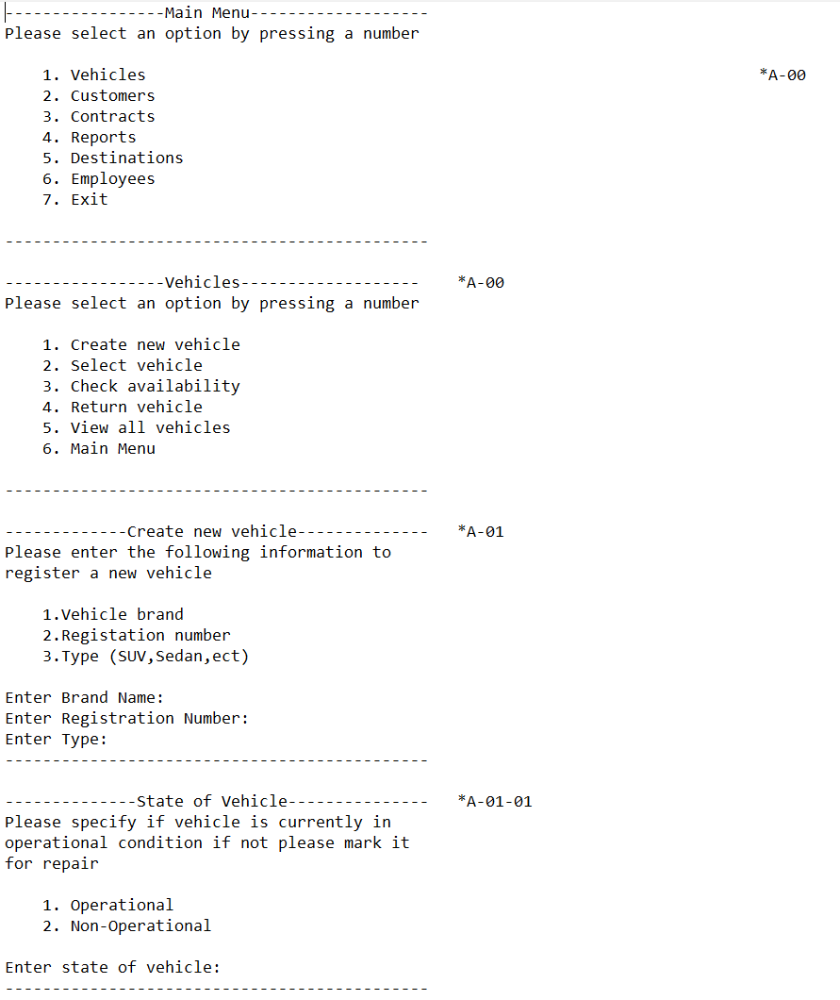 -----------------Main Menu-------------------
Please select an option by pressing a number
1. Vehicles *A-00
2. Customers
3. Contracts
4. Reports
5. Destinations
6. Employees
7. Exit
---------------------------------------------
-----------------Vehicles------------------- *A-00
Please select an option by pressing a number
1. Create new vehicle
2. Select vehicle
3. Check availability
4. Return vehicle
5. View all vehicles
6. Main Menu
---------------------------------------------
-------------Create new vehicle-------------- *A-01
Please enter the following information to
register a new vehicle
1.Vehicle brand
2.Registation number
3.Type (SUV,Sedan,ect)
Enter Brand Name:
Enter Registration Number:
Enter Type:
---------------------------------------------
--------------State of Vehicle--------------- *A-01-01
Please specify if vehicle is currently in
operational condition if not please mark it
for repair
1. Operational
2. Non-Operational
Enter state of vehicle:
---------------------------------------------